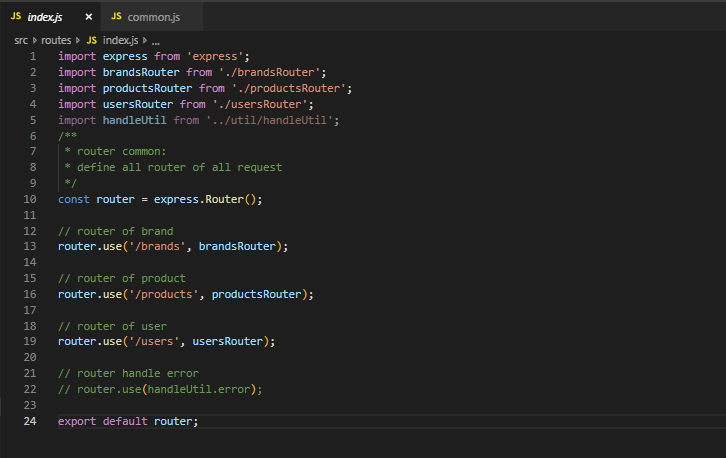 JS index.js × JS common.js
src > routes > JS index.js > ...
1 import express from 'express';
2 import brandsRouter from './brandsRouter';
3 import productsRouter from './productsRouter';
4 import usersRouter from './usersRouter';
5 import handleUtil from '../util/handleUtil';
6 /**
7 * router common:
8 * define all router of all request
9 */
10 const router = express.Router();
11
12 // router of brand
13 router.use('/brands', brandsRouter);
14
15 // router of product
16 router.use('/products', productsRouter);
17
18 // router of user
19 router.use('/users', usersRouter);
20
21 // router handle error
22 // router.use(handleUtil.error);
23
24 export default router;